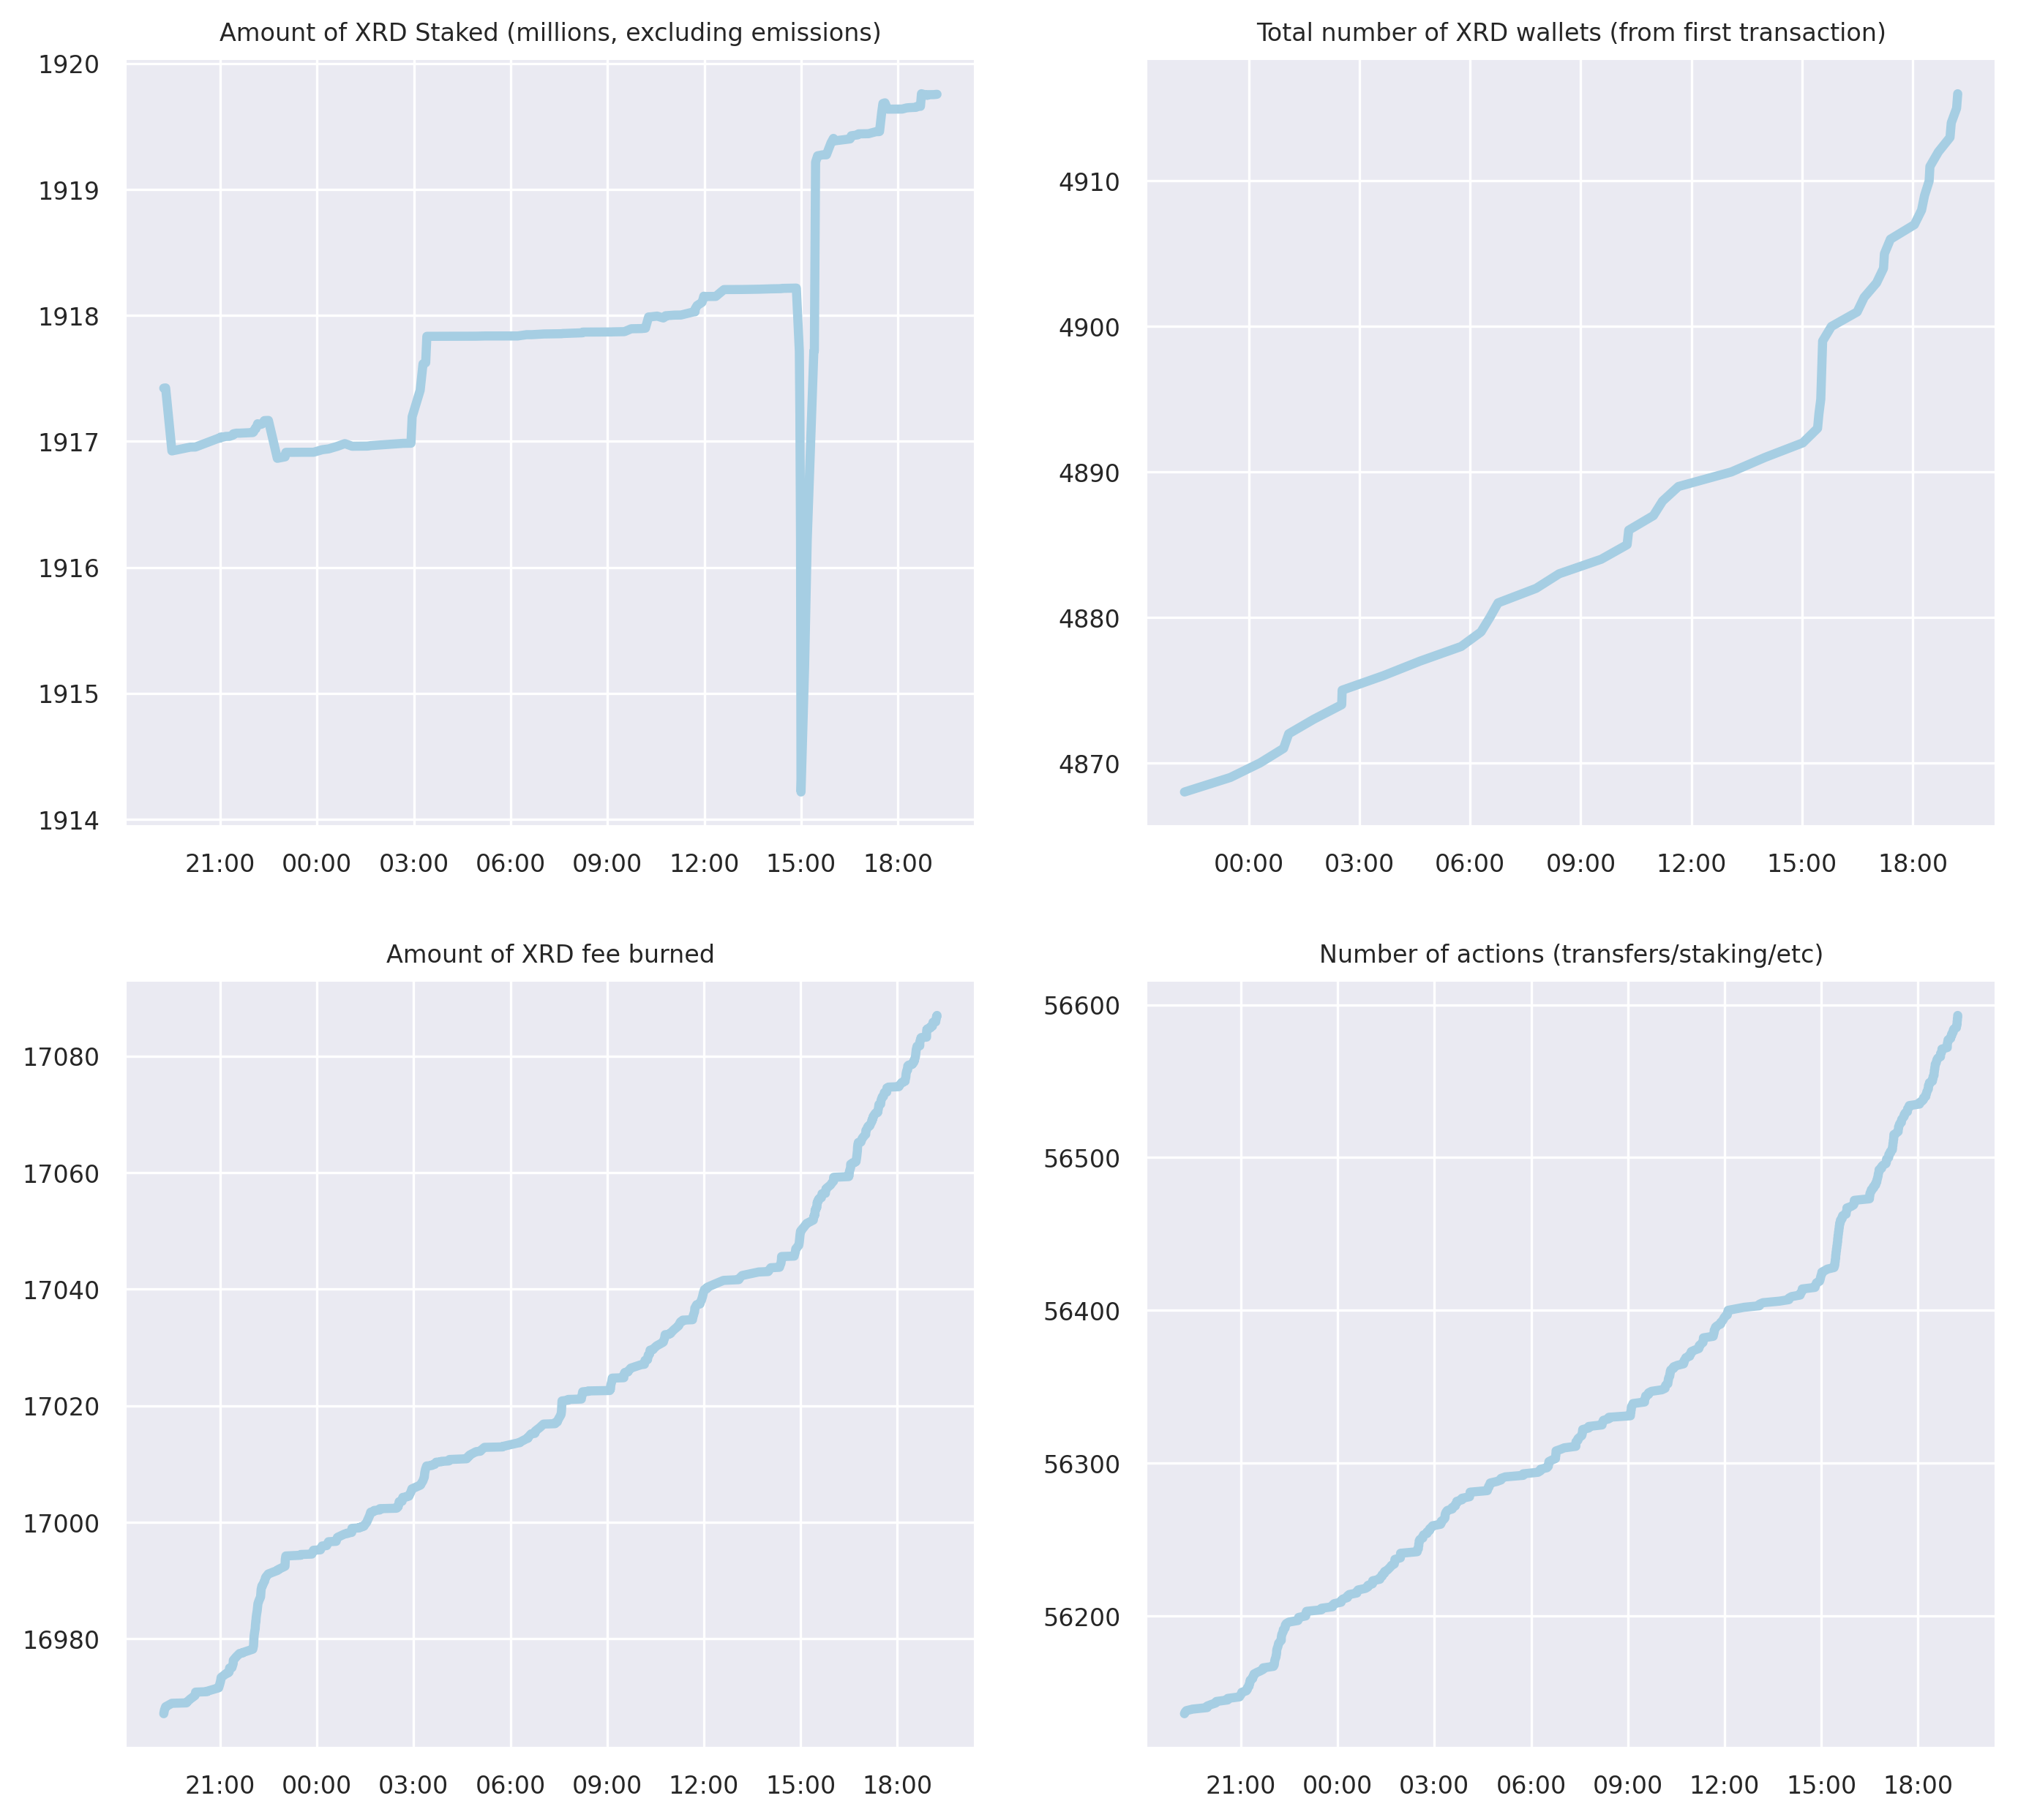 Amount of XRD Staked (millions, excluding emissions)
1920
1919
1918
1917
1916
1915
1914
21:00 00:00 03:00 06:00 09:00 12:00 15:00 18:00
Total number of XRD wallets (from first transaction)
4910
4900
4890
4880
4870
00:00 03:00 06:00 09:00 12:00 15:00 18:00
Amount of XRD fee burned
17080
17060
17040
17020
17000
16980
21:00 00:00 03:00 06:00 09:00 12:00 15:00 18:00
Number of actions (transfers/staking/etc)
56600
56500
56400
56300
56200
21:00 00:00 03:00 06:00 09:00 12:00 15:00 18:00